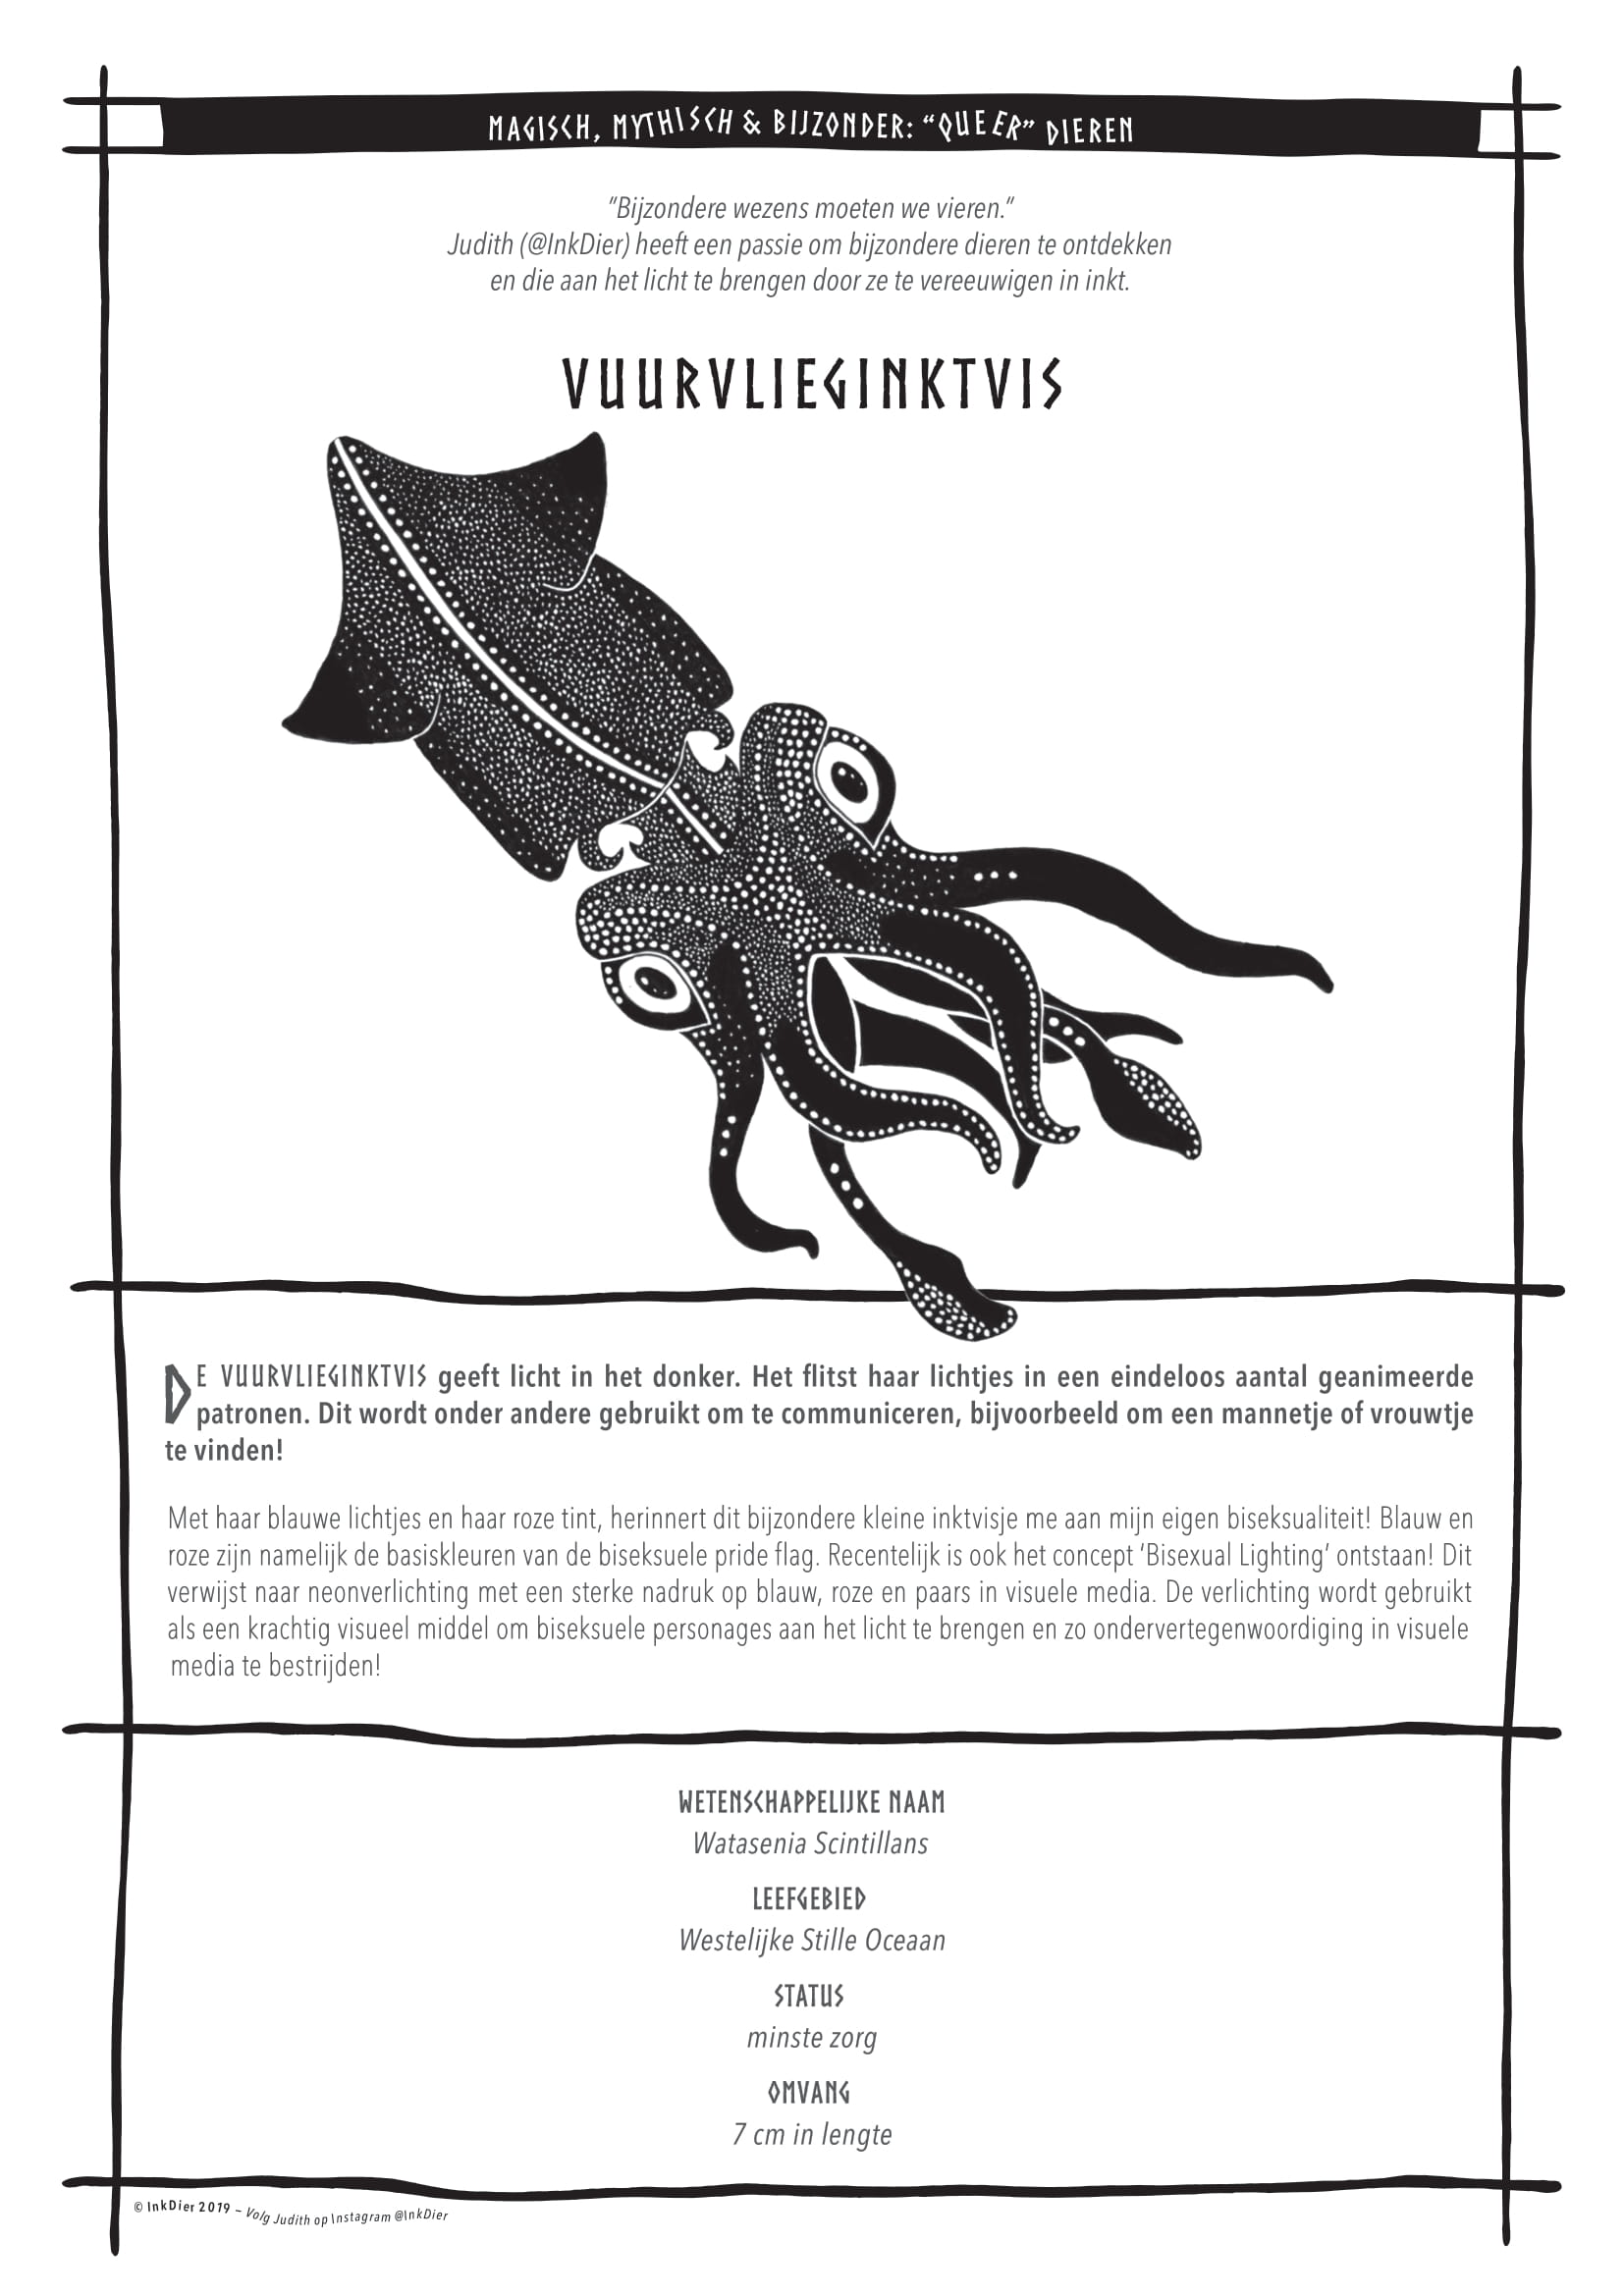 MAGISCH, MYTHISCH & BIJZONDER: “QUEER” DIEREN
“Bijzondere wezens moeten we vieren.”
Judith (@InkDier) heeft een passie om bijzondere dieren te ontdekken
en die aan het licht te brengen door ze te vereeuwigen in inkt.
VUURVLIEGINKTVIS
DE VUURVLIEGINKTVIS geeft licht in het donker. Het flitst haar lichtjes in een eindeloos aantal geanimeerde
patronen. Dit wordt onder andere gebruikt om te communiceren, bijvoorbeeld om een mannetje of vrouwtje
te vinden!
Met haar blauwe lichtjes en haar roze tint, herinnert dit bijzondere kleine inktvisje me aan mijn eigen biseksualiteit! Blauw en
roze zijn namelijk de basiskleuren van de biseksuele pride flag. Recentelijk is ook het concept ‘Bisexual Lighting’ ontstaan! Dit
verwijst naar neonverlichting met een sterke nadruk op blauw, roze en paars in visuele media. De verlichting wordt gebruikt
als een krachtig visueel middel om biseksuele personages aan het licht te brengen en zo ondervertegenwoordiging in visuele
media te bestrijden!
WETENSCHAPPELIJKE NAAM
Watasenia Scintillans
LEEFGEBIED
Westelijke Stille Oceaan
STATUS
minste zorg
OMVANG
7 cm in lengte
© InkDier 2019 – Volg Judith op Instagram @InkDier